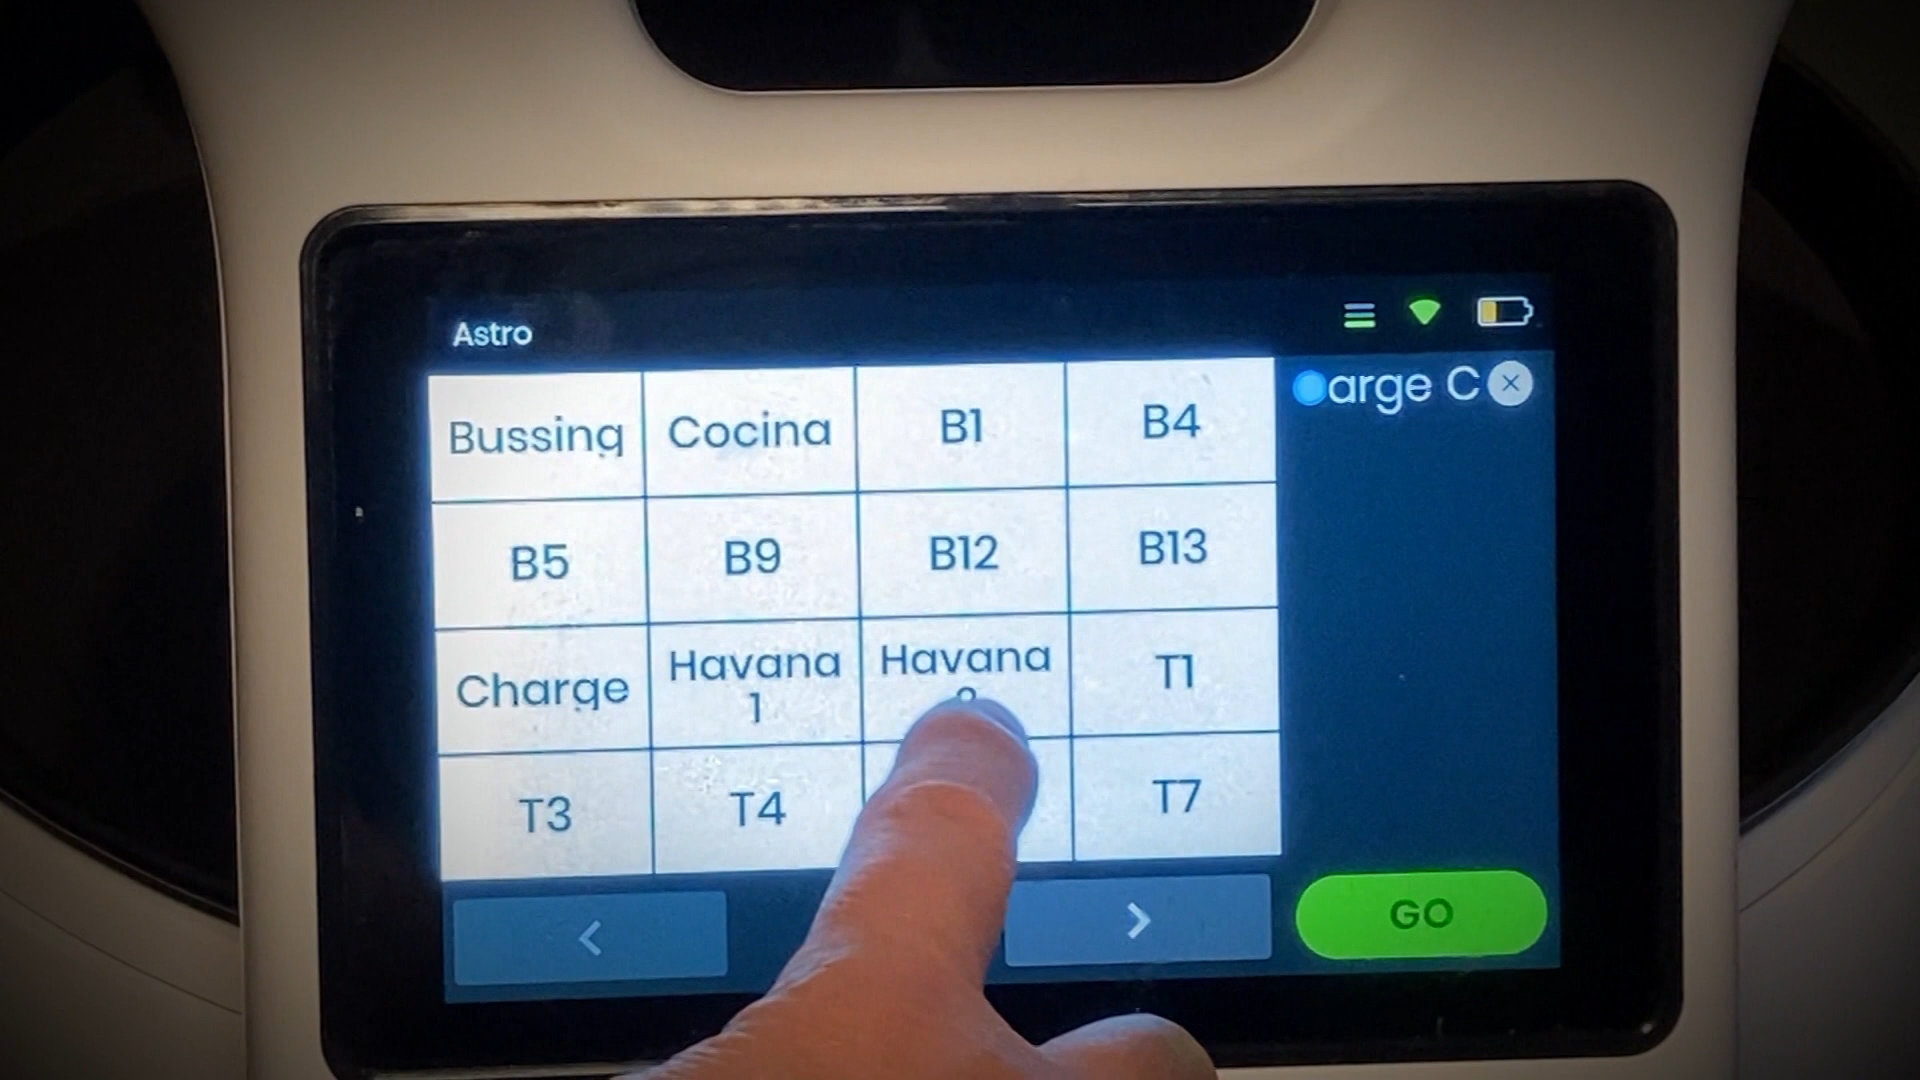 Astro
Bussing
Cocina
B1
B4
arge C
B5
B9
B12
B13
Charge
Havana
1
Havana
T1
T3
T4
T7
GO